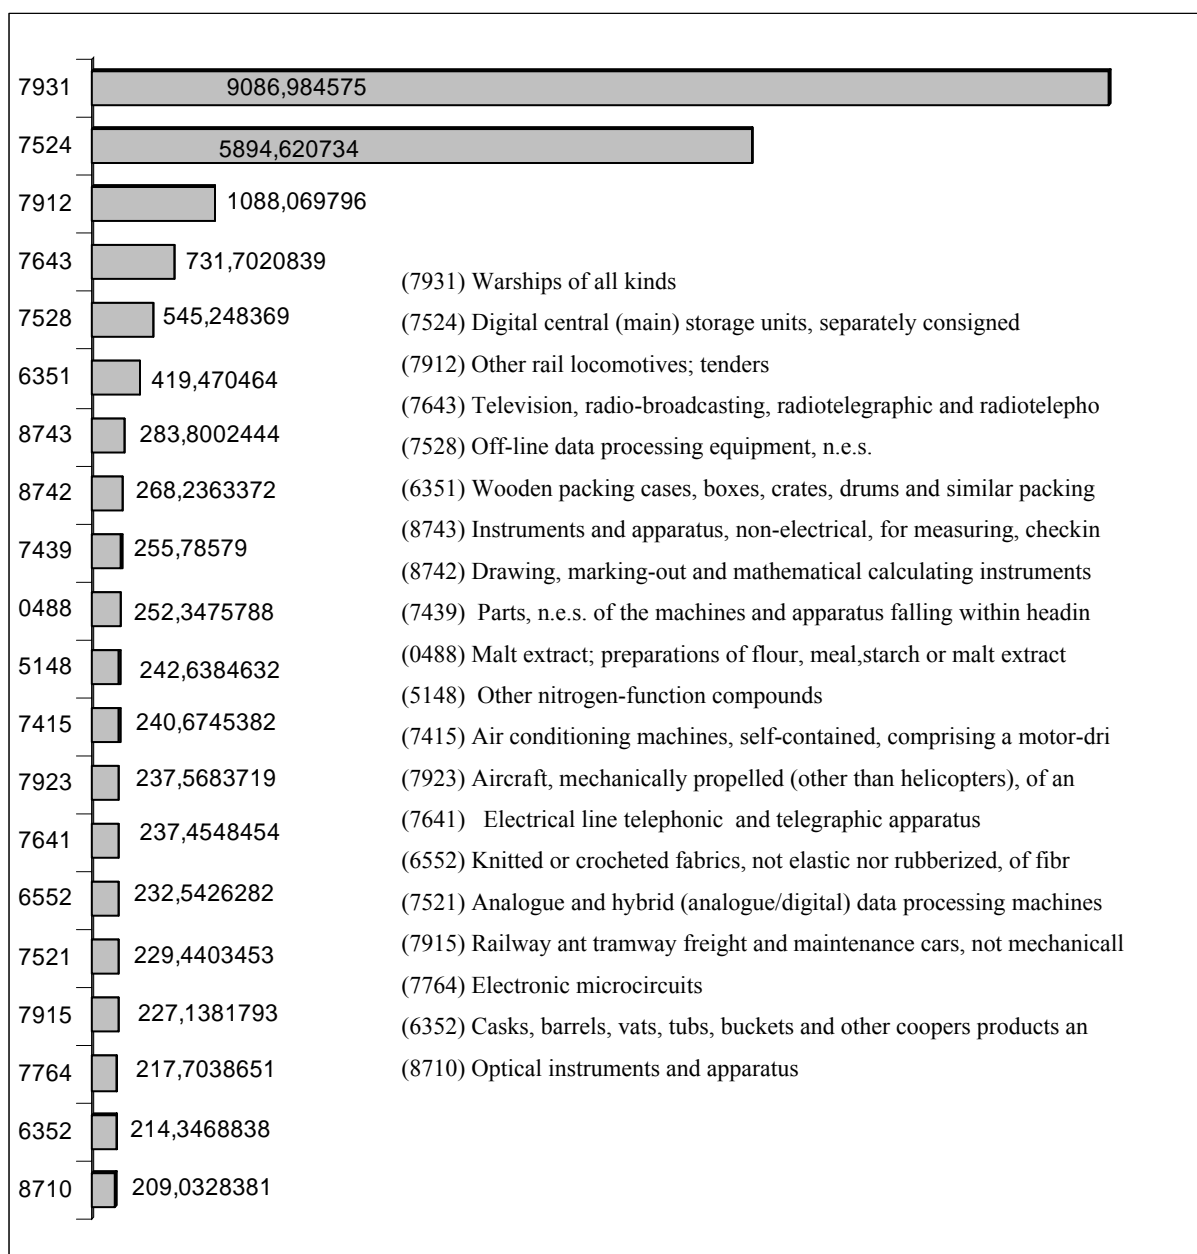 7931 9086,984575
7524 5894,620734
7912 1088,069796
7643 731,7020839
7528 545,248369
6351 419,470464
8743 283,8002444
8742 268,2363372
7439 255,78579
0488 252,3475788
5148 242,6384632
7415 240,6745382
7923 237,5683719
7641 237,4548454
6552 232,5426282
7521 229,4403453
7915 227,1381793
7764 217,7038651
6352 214,3468838
8710 209,0328381
(7931) Warships of all kinds
(7524) Digital central (main) storage units, separately consigned
(7912) Other rail locomotives; tenders
(7643) Television, radio-broadcasting, radiotelegraphic and radiotelepho
(7528) Off-line data processing equipment, n.e.s.
(6351) Wooden packing cases, boxes, crates, drums and similar packing
(8743) Instruments and apparatus, non-electrical, for measuring, checkin
(8742) Drawing, marking-out and mathematical calculating instruments
(7439) Parts, n.e.s. of the machines and apparatus falling within headin
(0488) Malt extract; preparations of flour, meal,starch or malt extract
(5148) Other nitrogen-function compounds
(7415) Air conditioning machines, self-contained, comprising a motor-dri
(7923) Aircraft, mechanically propelled (other than helicopters), of an
(7641) Electrical line telephonic and telegraphic apparatus
(6552) Knitted or crocheted fabrics, not elastic nor rubberized, of fibr
(7521) Analogue and hybrid (analogue/digital) data processing machines
(7915) Railway ant tramway freight and maintenance cars, not mechanicall
(7764) Electronic microcircuits
(6352) Casks, barrels, vats, tubs, buckets and other coopers products an
(8710) Optical instruments and apparatus